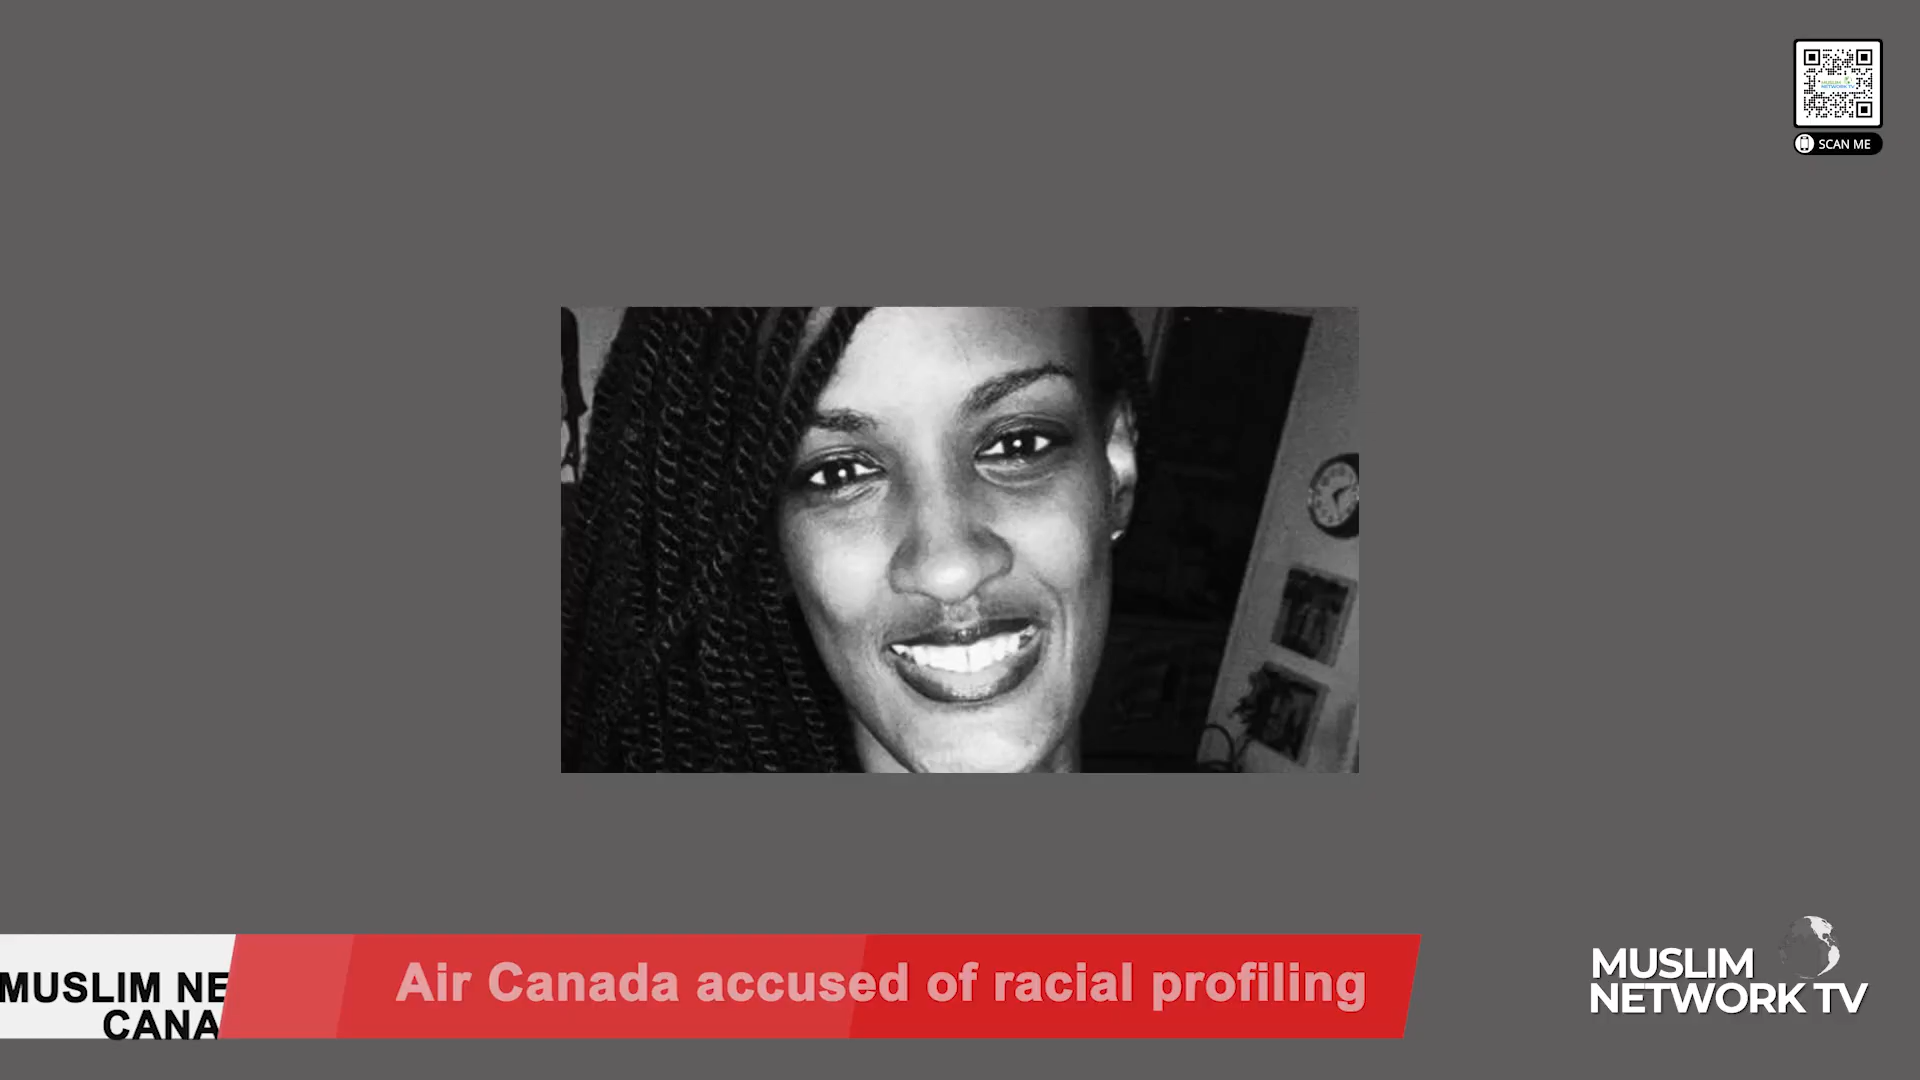 SCAN ME
MUSLIM NE
CANA
Air Canada accused of racial profiling
MUSLIM
NETWORK TV